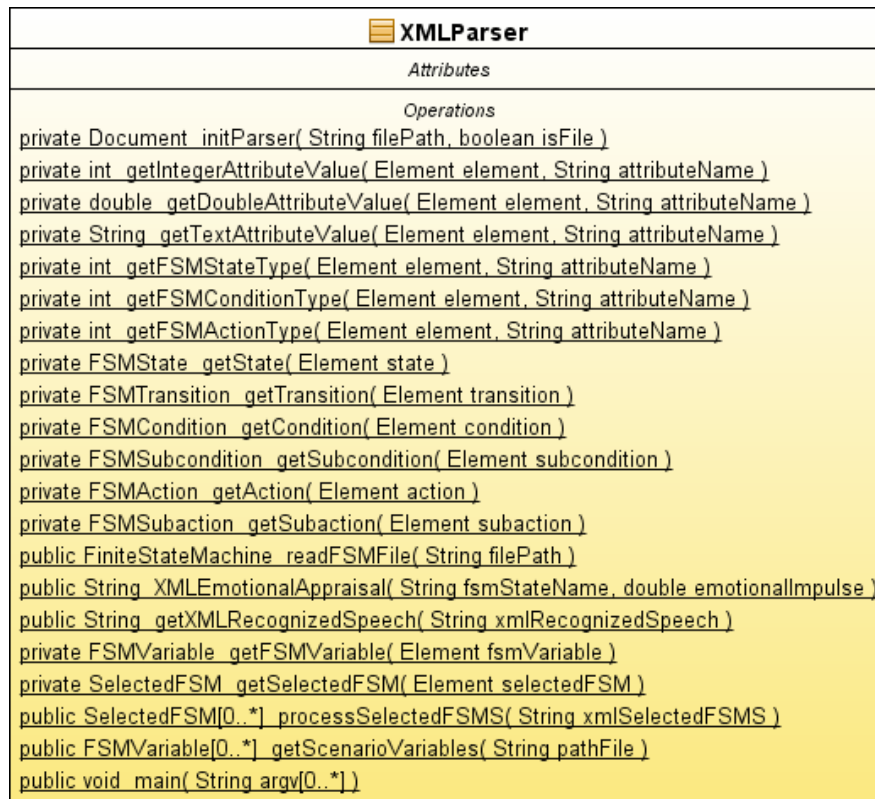 XMLParser
Attributes
Operations
private Document initParser( String filePath, boolean isFile )
private int getIntegerAttributeValue( Element element, String attributeName )
private double getDoubleAttributeValue( Element element, String attributeName )
private String getTextAttributeValue( Element element, String attributeName )
private int getFSMStateType( Element element, String attributeName )
private int getFSMConditionType( Element element, String attributeName )
private int getFSMActionType( Element element, String attributeName )
private FSMState getState( Element state )
private FSMTransition getTransition( Element transition )
private FSMCondition getCondition( Element condition )
private FSMSubcondition getSubcondition( Element subcondition )
private FSMAction getAction( Element action )
private FSMSubaction getSubaction( Element subaction )
public FiniteStateMachine readFSMFile( String filePath )
public String XMLEmotionalAppraisal( String fsmStateName, double emotionalImpulse )
public String getXMLRecognizedSpeech( String xmlRecognizedSpeech )
private FSMVariable getFSMVariable( Element fsmVariable )
private SelectedFSM getSelectedFSM( Element selectedFSM )
public SelectedFSM[0..*] processSelectedFSMS( String xmlSelectedFSMS )
public FSMVariable[0..*] getScenarioVariables( String pathFile )
public void main( String argv[0..*] )